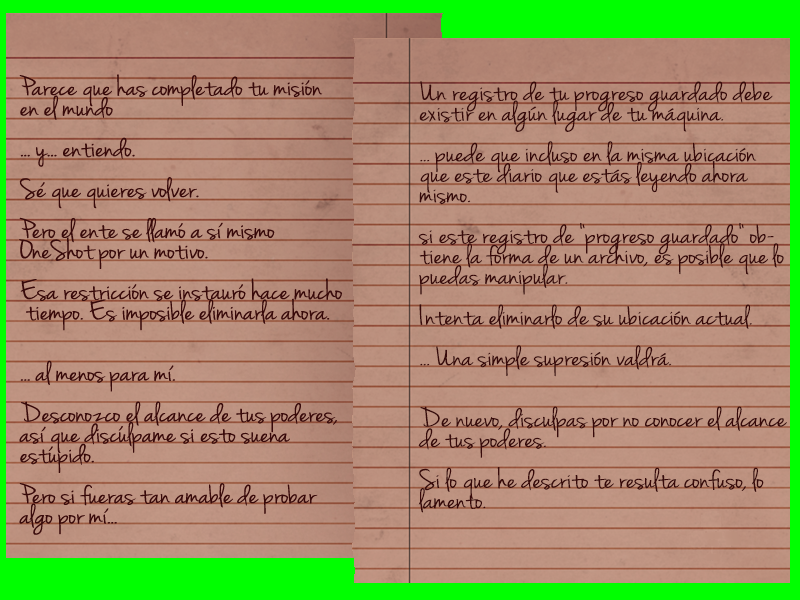 Parece que has completado tu misión
en el mundo
... y... entiendo.
Sé que quieres volver.
Pero el ente se llamó a sí mismo
OneShot por un motivo.
Esa restricción se instauró hace mucho
tiempo. Es imposible eliminarla ahora.
... al menos para mí.
Desconozco el alcance de tus poderes,
así que discúlpame si esto suena
estúpido.
Pero si fueras tan amable de probar
algo por mí...
Un registro de tu progreso guardado debe
existir en algún lugar de tu máquina.
... puede que incluso en la misma ubicación
que este diario que estás leyendo ahora
mismo.
si este registro de "progreso guardado" ob-
tiene la forma de un archivo, es posible que lo
puedas manipular.
Intenta eliminarlo de su ubicación actual.
... Una simple supresión valdrá.
De nuevo, disculpas por no conocer el alcance
de tus poderes.
Si lo que he descrito te resulta confuso, lo
lamento.